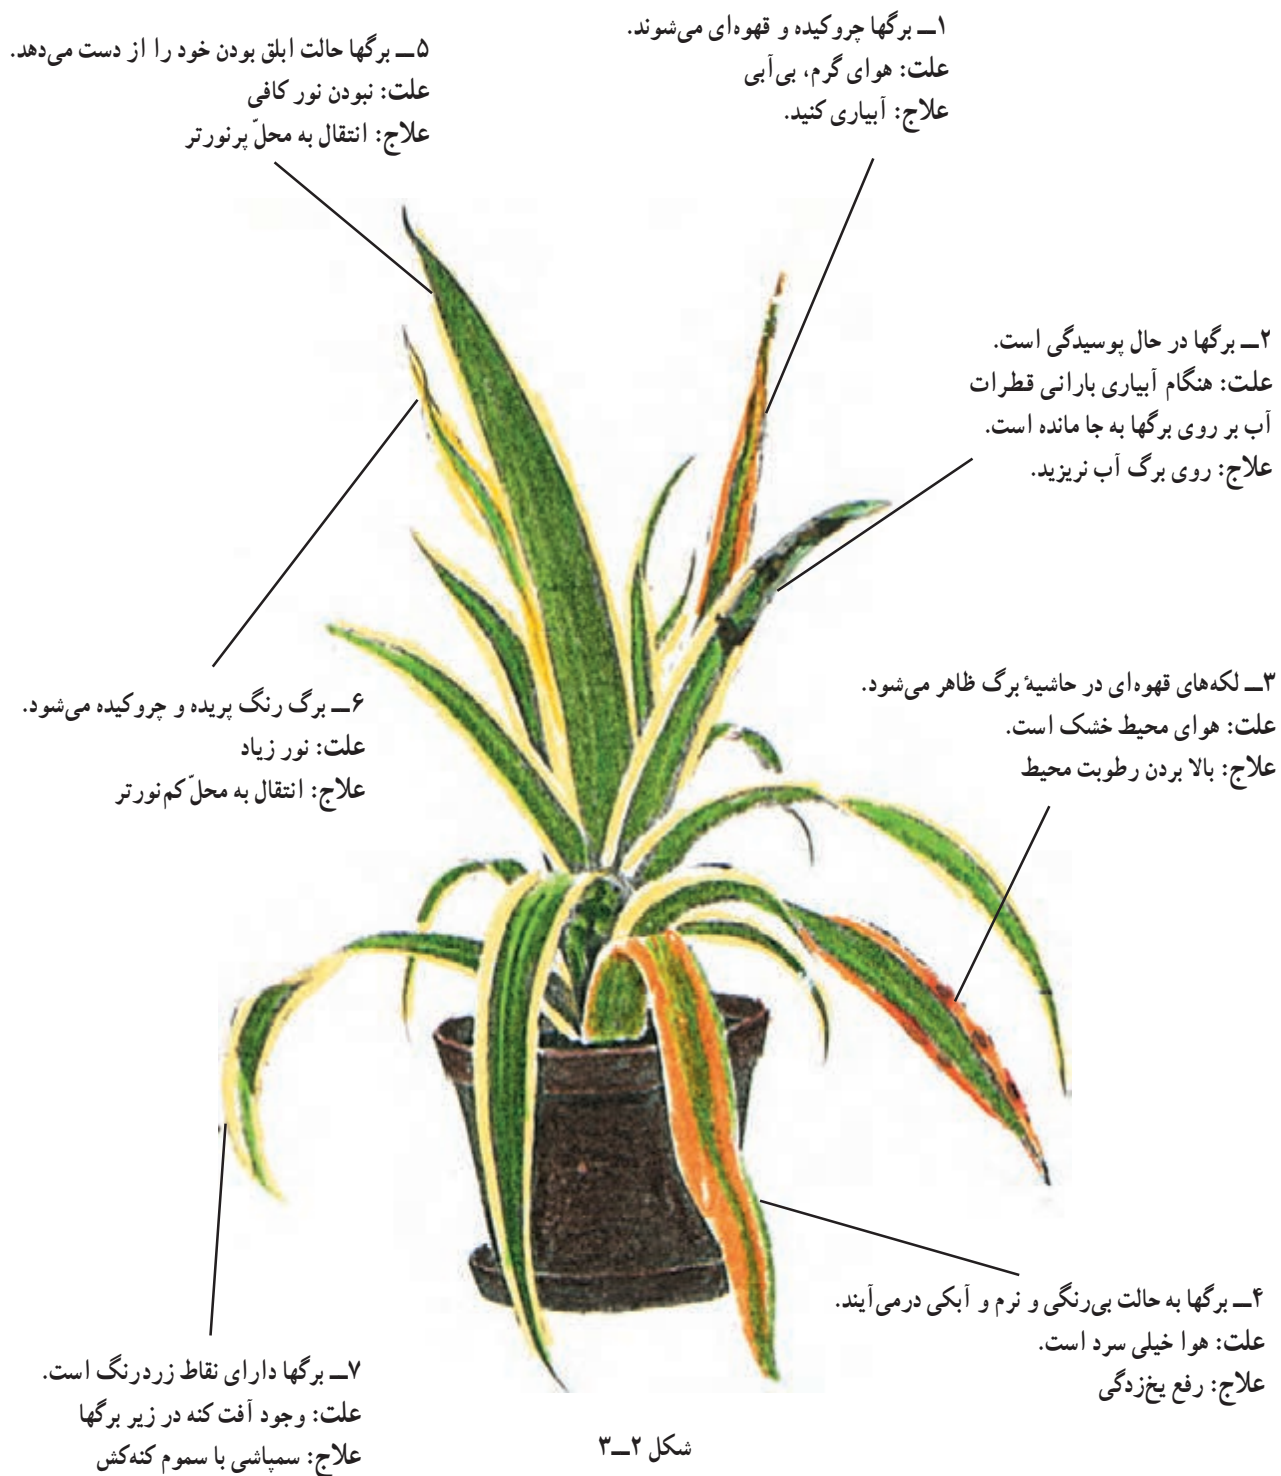 ۱ــ برگها چروکیده و قهوه‌ای می‌شوند.
علت: هوای گرم، بی‌آبی
علاج: آبیاری کنید.
۲ــ برگها در حال پوسیدگی است.
علت: هنگام آبیاری بارانی قطرات
آب بر روی برگها به جا مانده است.
علاج: روی برگ آب نریزید.
۳ــ لکه‌های قهوه‌ای در حاشیهٔ برگ ظاهر می‌شود.
علت: هوای محیط خشک است.
علاج: بالا بردن رطوبت محیط
۴ــ برگها به حالت بی‌رنگی و نرم و آبکی درمی‌آیند.
علت: هوا خیلی سرد است.
علاج: رفع یخ‌زدگی
۵ــ برگها حالت ابلق بودن خود را از دست می‌دهد.
علت: نبودن نور کافی
علاج: انتقال به محلّ پرنورتر
۶ــ برگ رنگ پریده و چروکیده می‌شود.
علت: نور زیاد
علاج: انتقال به محلّ کم‌نورتر
۷ــ برگها دارای نقاط زردرنگ است.
علت: وجود آفت کنه در زیر برگها
علاج: سمپاشی با سموم کنه‌کش
شکل ۲ــ۳